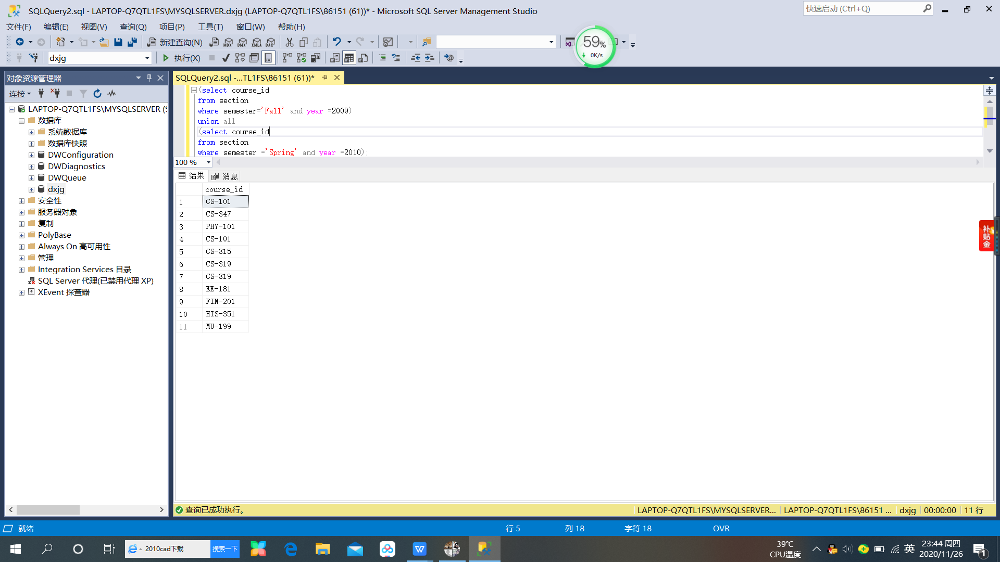 SQLQuery2.sql - LAPTOP-Q7QTL1FS\MYSQLSERVER.dxjg (LAPTOP-Q7QTL1FS\86151 (61))* - Microsoft SQL Server Management Studio
快速启动 (Ctrl+Q)
文件(F) 编辑(E) 视图(V) 查询(Q) 项目(P) 工具(T) 窗口(W) 帮助(H)
新建查询(N) MDX DMX XMLA DAX
59%
0K/s
dxjg 执行(X)
对象资源管理器
连接
LAPTOP-Q7QTL1FS\MYSQLSERVER (S
数据库
系统数据库
数据库快照
DWConfiguration
DWDiagnostics
DWQueue
dxjg
安全性
服务器对象
复制
PolyBase
Always On 高可用性
管理
Integration Services 目录
SQL Server 代理(已禁用代理 XP)
XEvent 探查器
SQLQuery2.sql -...TL1FS\86151 (61))*
(select course_id
from section
where semester='Fall' and year =2009)
union all
(select course_id
from section
where semester ='Spring' and year =2010);
100 %
结果 消息
course_id
1 CS-101
2 CS-347
3 PHY-101
4 CS-101
5 CS-315
6 CS-319
7 CS-319
8 EE-181
9 FIN-201
10 HIS-351
11 MU-199
补贴金
查询已成功执行。
LAPTOP-Q7QTL1FS\MYSQLSERVER... LAPTOP-Q7QTL1FS\86151 ... dxjg 00:00:00 11 行
就绪 行 5 列 18 字符 18 OVR
2010cad下载 搜索一下
39℃
CPU温度
英
23:44 周四
2020/11/26
1